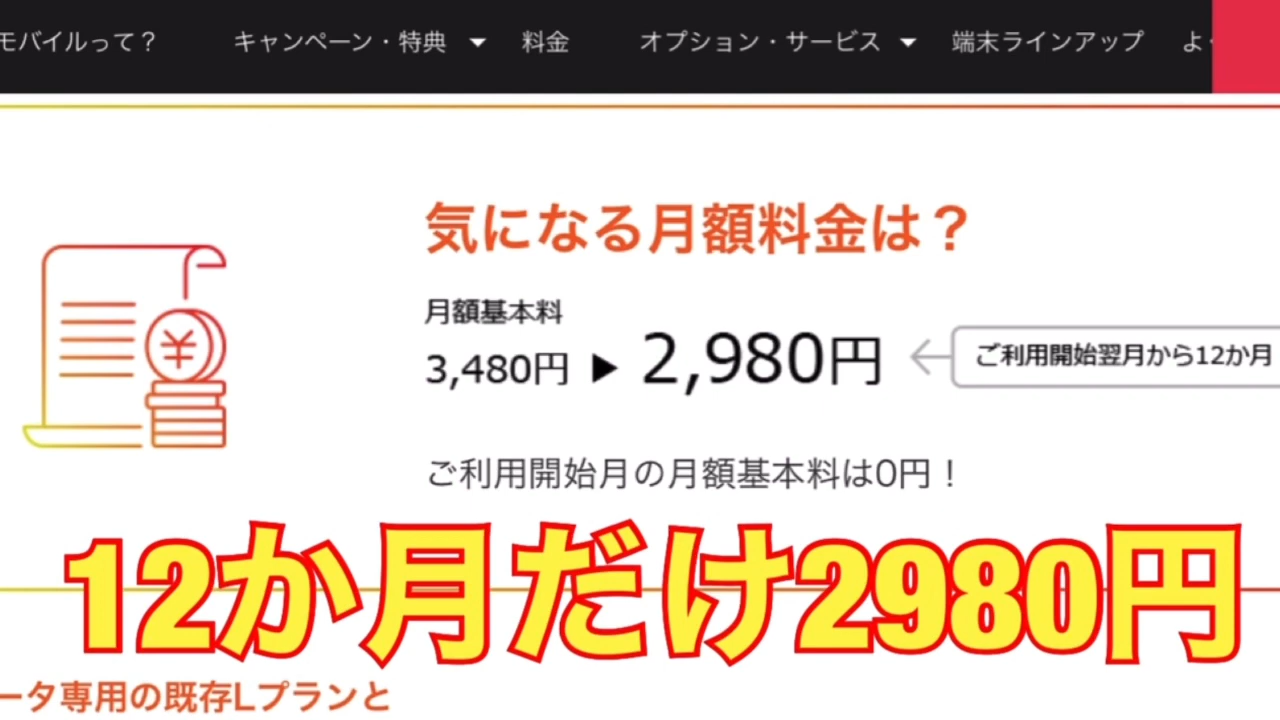 モバイルって？ キャンペーン・特典 ▼ 料金 オプション・サービス ▼ 端末ラインアップ よく
気になる月額料金は？
月額基本料
3,480円 ▶ 2,980円 ← ご利用開始翌月から12か月
¥
ご利用開始月の月額基本料は0円！
12か月だけ2980円
ータ専用の既存Lプランと